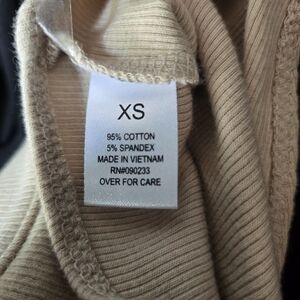 XS
95% COTTON
5% SPANDEX
MADE IN VIETNAM
RN#090233
OVER FOR CARE